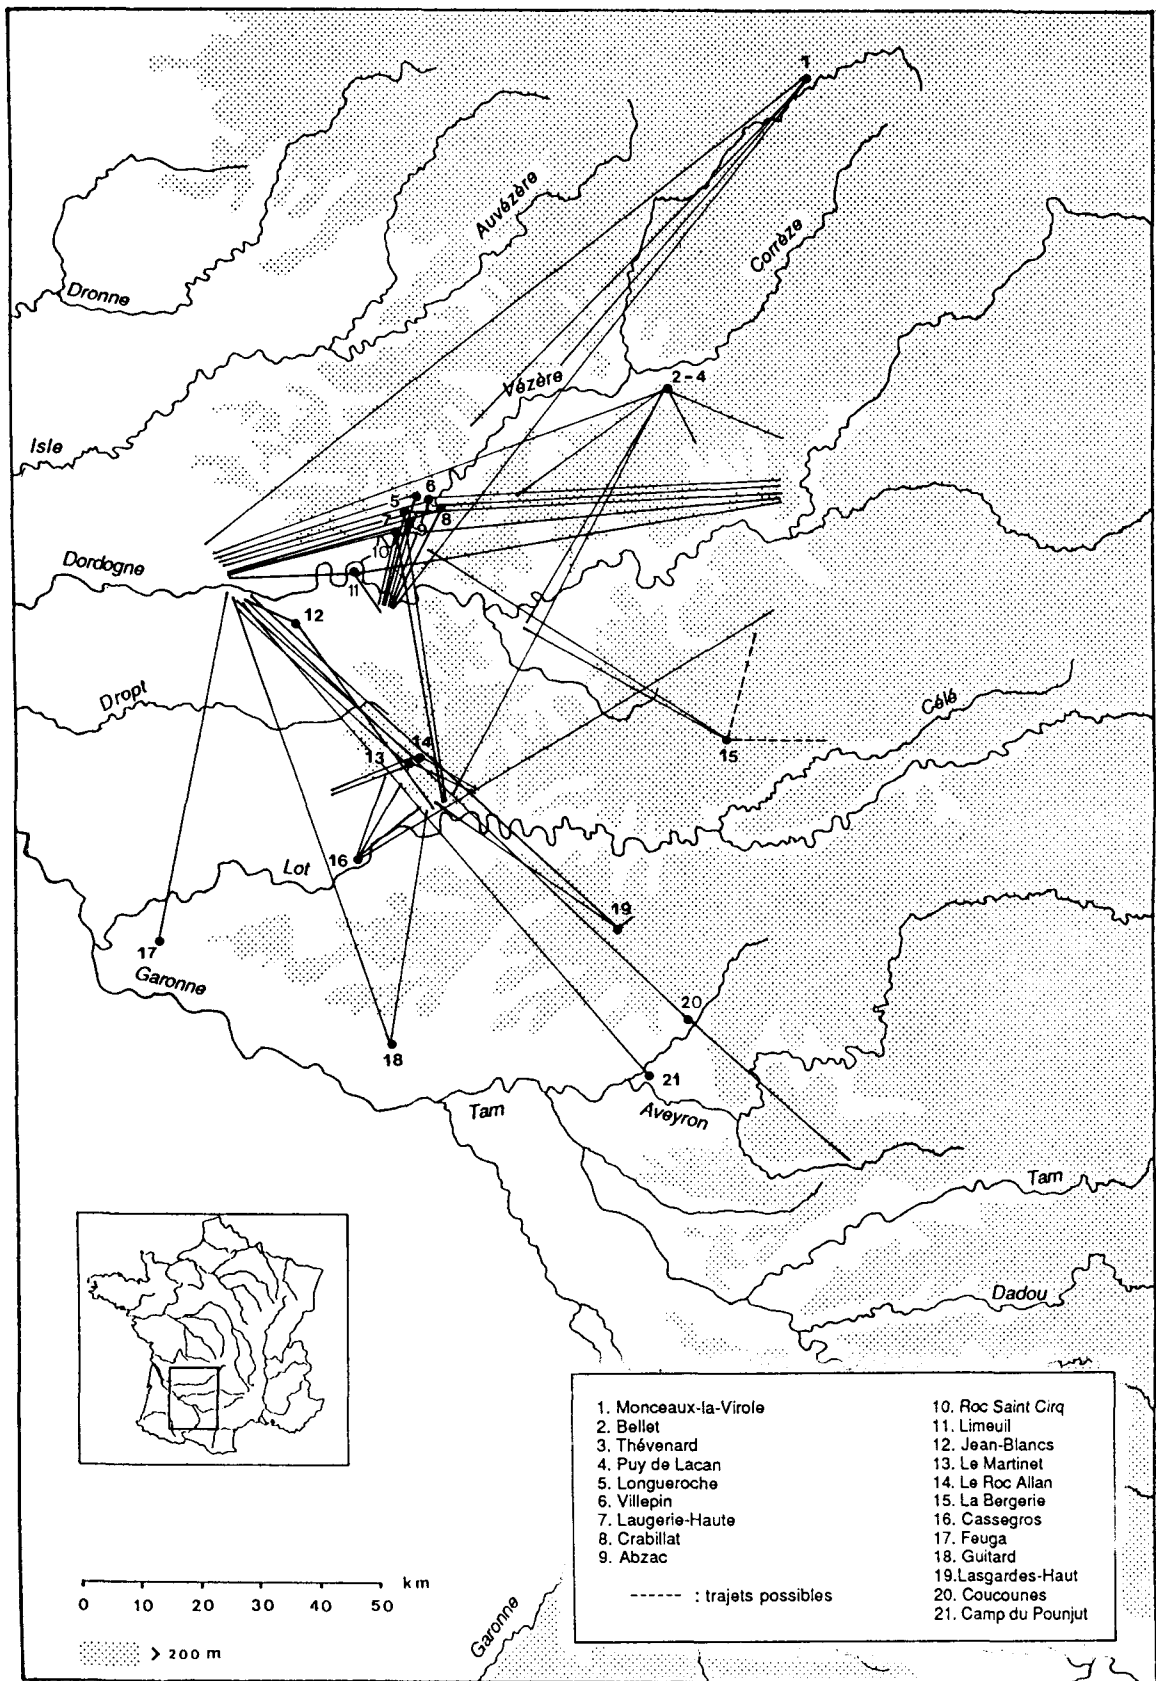 1
Auvézère
Corrèze
Dronne
Vézère
2-4
Isle
5
6
7
8
9
10
Dordogne
11
12
Dropt
Célé
14
13
15
16
Lot
19
17
Garonne
20
18
21
Tam
Aveyron
Tam
Dadou
1. Monceaux-la-Virole
2. Bellet
3. Thévenard
4. Puy de Lacan
5. Longueroche
6. Villepin
7. Laugerie-Haute
8. Crabillat
9. Abzac
------ : trajets possibles
10. Roc Saint Cirq
11. Limeuil
12. Jean-Blancs
13. Le Martinet
14. Le Roc Allan
15. La Bergerie
16. Cassegros
17. Feuga
18. Guitard
19.Lasgardes-Haut
20. Coucounes
21. Camp du Pounjut
km
0 10 20 30 40 50
> 200 m
Garonne